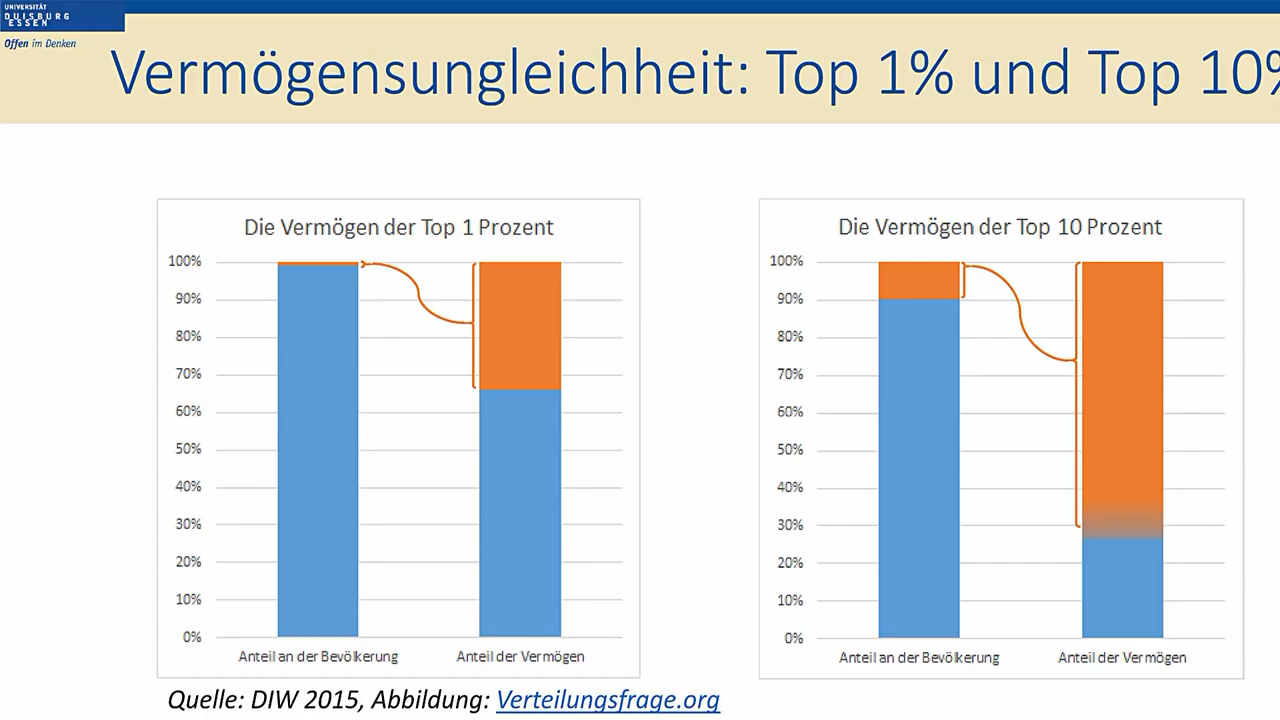 UNIVERSITÄT
DUISBURG
ESSEN
Offen im Denken
Vermögensungleichheit: Top 1% und Top 10%
Die Vermögen der Top 1 Prozent
100%
90%
80%
70%
60%
50%
40%
30%
20%
10%
0%
Anteil an der Bevölkerung
Anteil der Vermögen
Die Vermögen der Top 10 Prozent
100%
90%
80%
70%
60%
50%
40%
30%
20%
10%
0%
Anteil an der Bevölkerung
Anteil der Vermögen
Quelle: DIW 2015, Abbildung: Verteilungsfrage.org